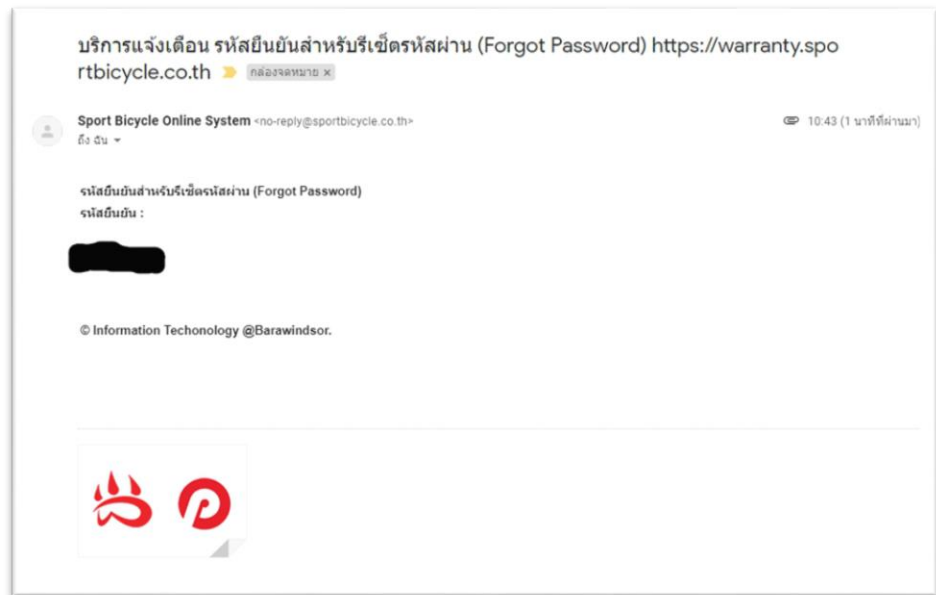 บริการแจ้งเตือน รหัสยืนยันสำหรับรีเซ็ตรหัสผ่าน (Forgot Password) https://warranty.spo
rtbicycle.co.th กล่องจดหมาย x
Sport Bicycle Online System <no-reply@sportbicycle.co.th> 10:43 (1 นาทีที่ผ่านมา)
ถึง ฉัน
รหัสยืนยันสำหรับรีเซ็ตรหัสผ่าน (Forgot Password)
รหัสยืนยัน :
© Information Techonology @Barawindsor.